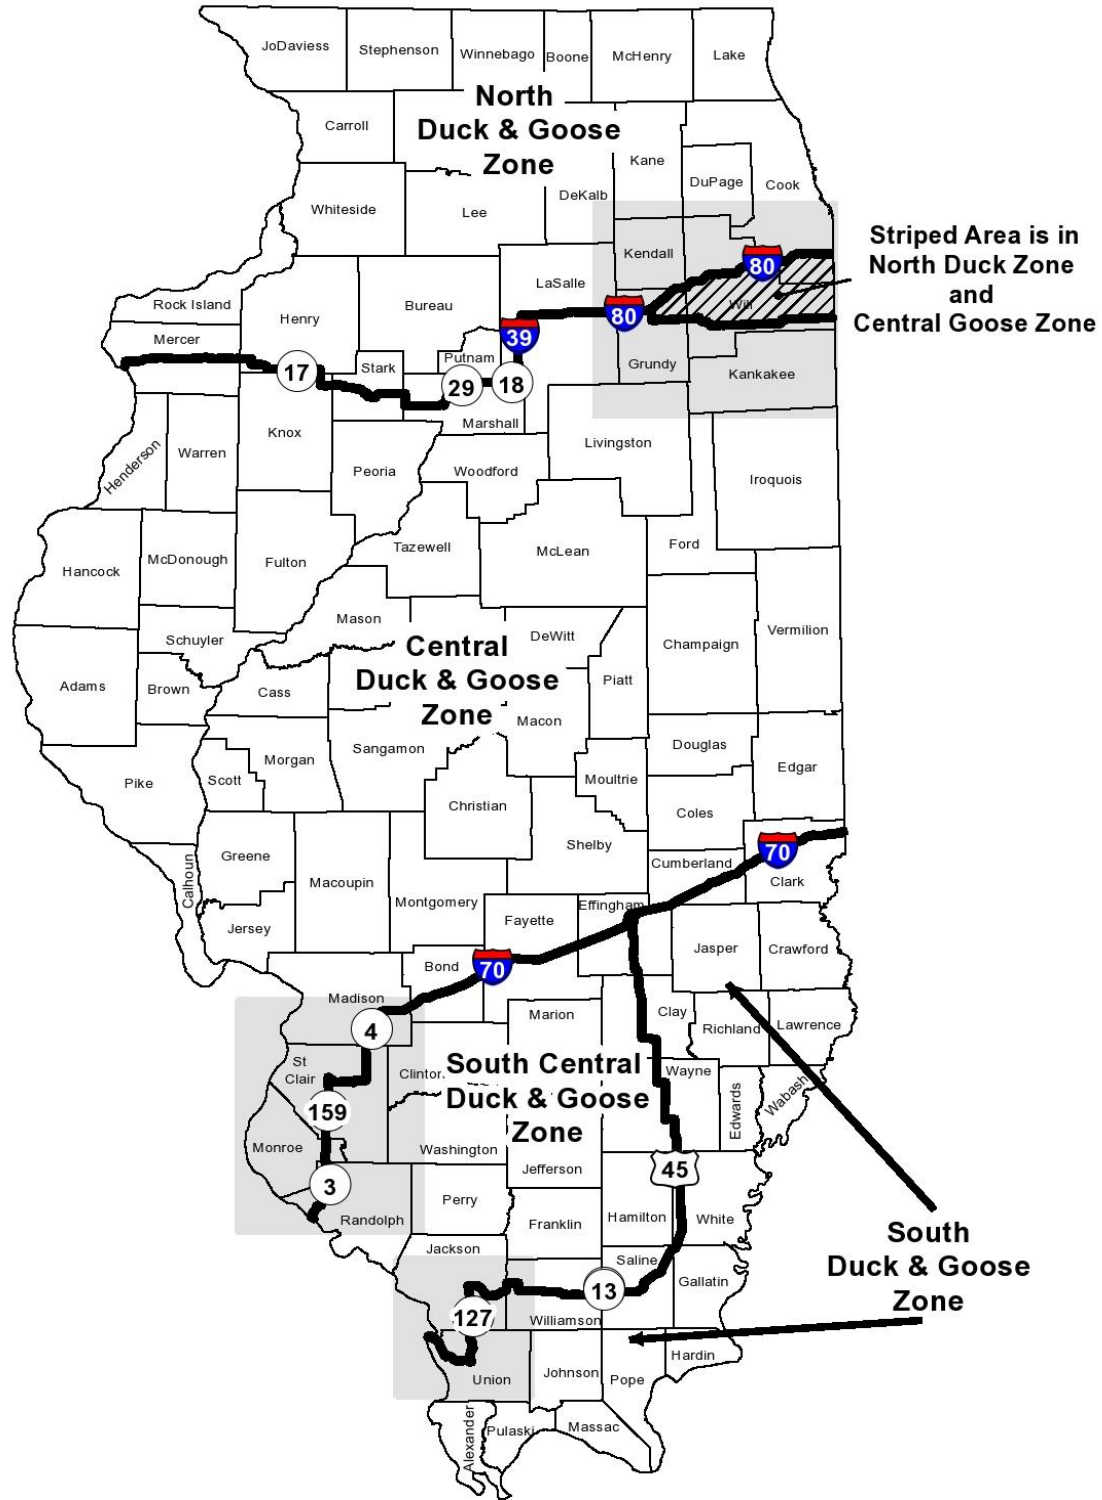 JoDaviess
Stephenson
Winnebago
Boone
McHenry
Lake
North
Duck & Goose
Zone
Carroll
Kane
DuPage
Cook
DeKalb
Whiteside
Lee
Striped Area is in
North Duck Zone
and
Central Goose Zone
Kendall
80
LaSalle
Will
Rock Island
Henry
Bureau
80
39
Mercer
Putnam
17
Stark
29
18
Grundy
Kankakee
Marshall
Knox
Livingston
Henderson
Warren
Peoria
Woodford
Iroquois
Tazewell
McLean
Ford
Hancock
McDonough
Fulton
Mason
Schuyler
DeWitt
Champaign
Vermilion
Central
Duck & Goose
Zone
Adams
Brown
Cass
Piatt
Macon
Sangamon
Douglas
Morgan
Edgar
Pike
Scott
Moultrie
Christian
Coles
Greene
Shelby
70
Cumberland
Clark
Calhoun
Macoupin
Montgomery
Effingham
Fayette
Jersey
Jasper
Crawford
Bond
70
Madison
4
Marion
Clay
Richland
Lawrence
St
Clair
Clinton
South Central
Duck & Goose
Zone
Wayne
Edwards
Wabash
159
Monroe
Washington
Jefferson
45
3
Randolph
Perry
Franklin
Hamilton
White
South
Duck & Goose
Zone
Jackson
Saline
Gallatin
13
127
Williamson
Hardin
Union
Johnson
Pope
Alexander
Pulaski
Massac